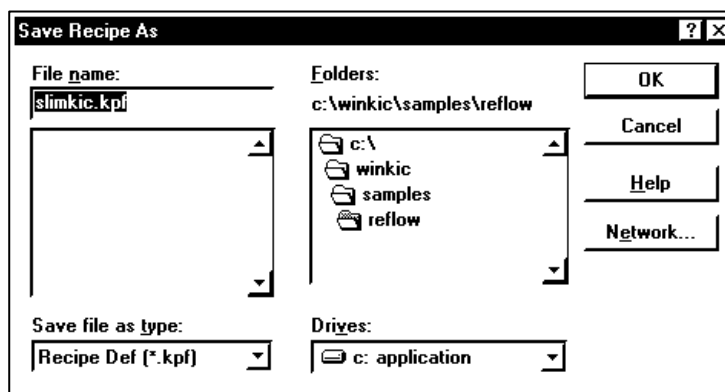 Save Recipe As
File name:
slimkic.kpf
Folders:
c:\winkic\samples\reflow
c:\
winkic
samples
reflow
OK
Cancel
Help
Network...
Save file as type:
Recipe Def (*.kpf)
Drives:
c: application